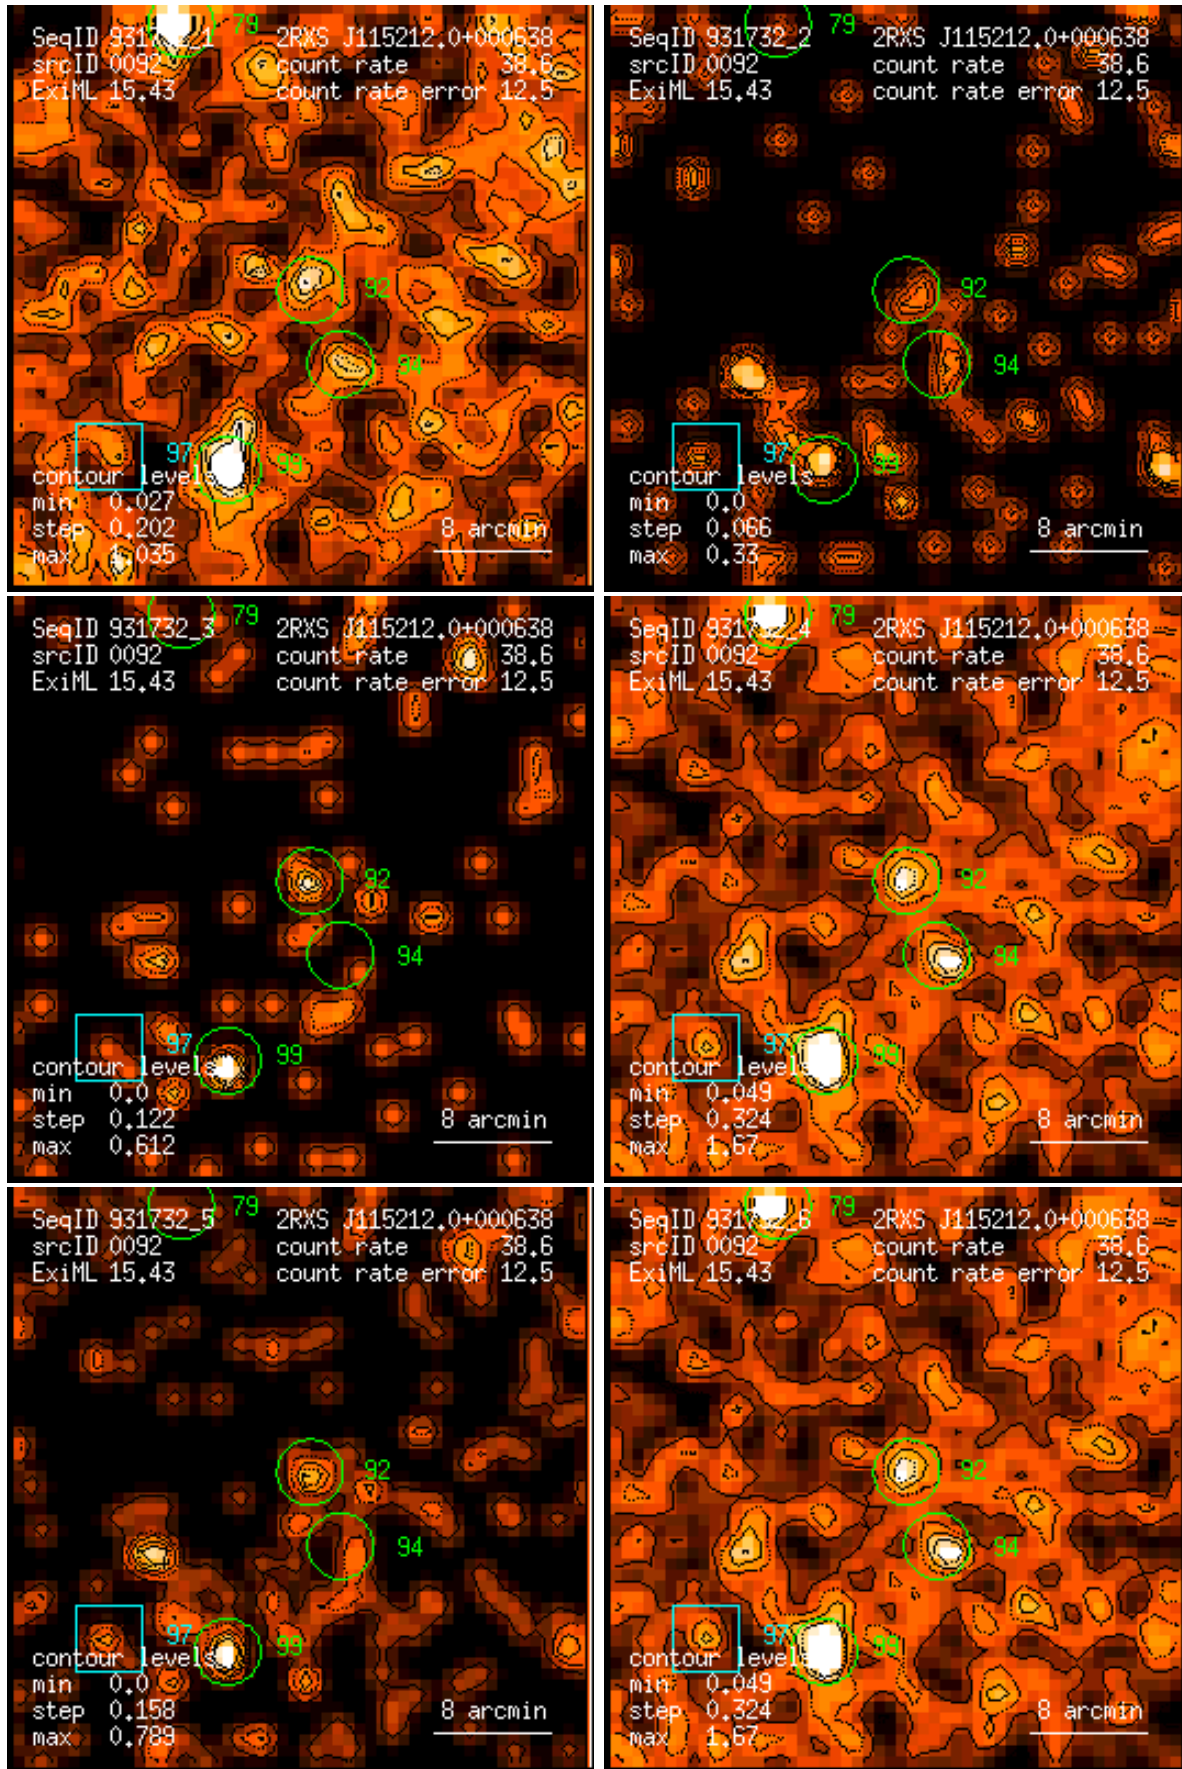 79
SeqID 931732_1 2RXS J115212.0+000638
srcID 0092 count rate 38.6
ExiML 15.43 count rate error 12.5
92
94
97
99
contour levels
min 0.027
step 0.202 8 arcmin
max 1.035
79
SeqID 931732_2 2RXS J115212.0+000638
srcID 0092 count rate 38.6
ExiML 15.43 count rate error 12.5
92
94
97
99
contour levels
min 0.0
step 0.066 8 arcmin
max 0.33
79
SeqID 931732_3 2RXS J115212.0+000638
srcID 0092 count rate 38.6
ExiML 15.43 count rate error 12.5
92
94
97
99
contour levels
min 0.0
step 0.122 8 arcmin
max 0.612
79
SeqID 931732_4 2RXS J115212.0+000638
srcID 0092 count rate 38.6
ExiML 15.43 count rate error 12.5
92
94
97
99
contour levels
min 0.049
step 0.324 8 arcmin
max 1.67
79
SeqID 931732_5 2RXS J115212.0+000638
srcID 0092 count rate 38.6
ExiML 15.43 count rate error 12.5
92
94
97
99
contour levels
min 0.0
step 0.158 8 arcmin
max 0.789
79
SeqID 931732_6 2RXS J115212.0+000638
srcID 0092 count rate 38.6
ExiML 15.43 count rate error 12.5
92
94
97
99
contour levels
min 0.049
step 0.324 8 arcmin
max 1.67